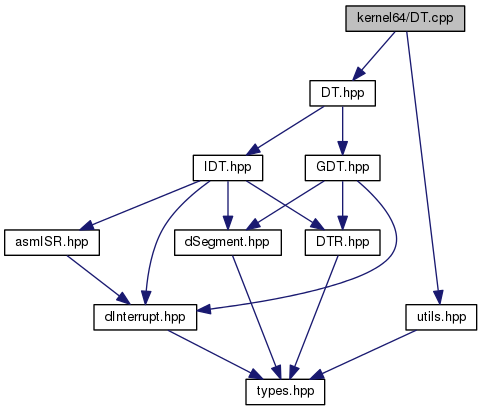 kernel64/DT.cpp
DT.hpp
IDT.hpp
GDT.hpp
asmISR.hpp
dSegment.hpp
DTR.hpp
dInterrupt.hpp
utils.hpp
types.hpp